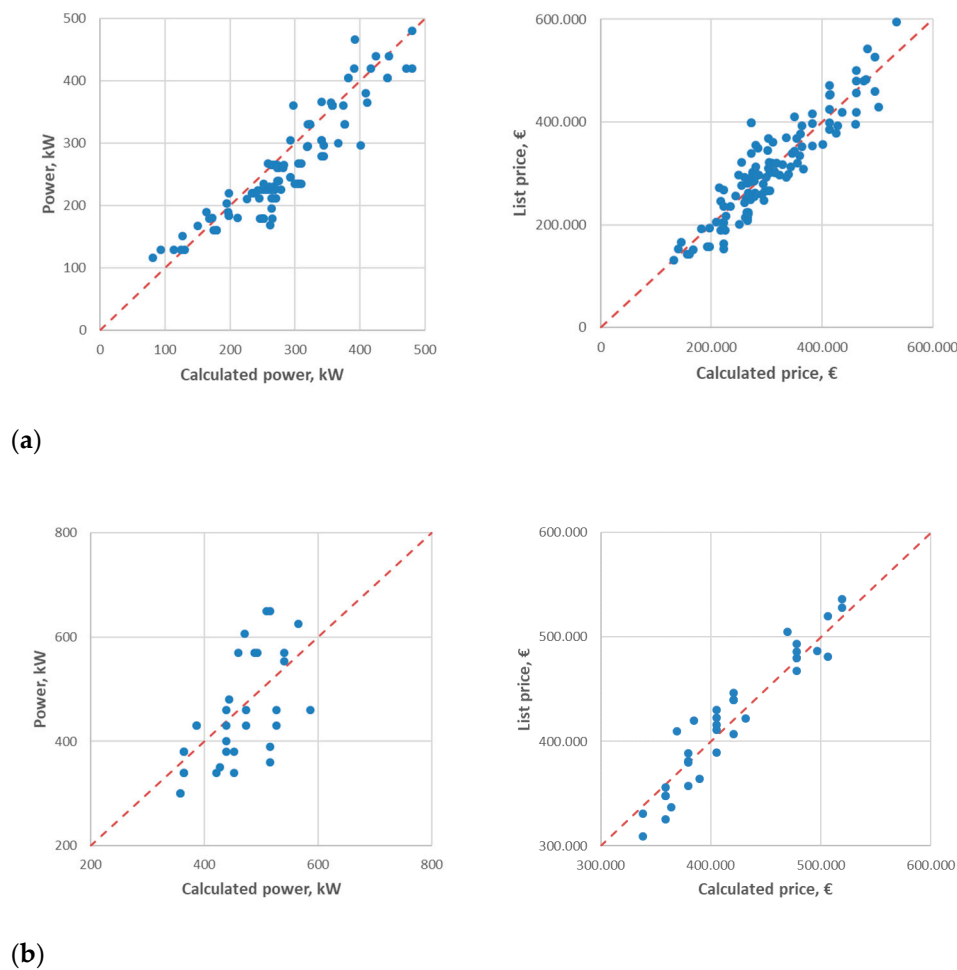 500
400
300
200
100
0
0 100 200 300 400 500
Power, kW
Calculated power, kW
600.000
400.000
200.000
0
0 200.000 400.000 600.000
List price, €
Calculated price, €
(a)
800
600
400
200
200 400 600 800
Power, kW
Calculated power, kW
600.000
500.000
400.000
300.000
300.000 400.000 500.000 600.000
List price, €
Calculated price, €
(b)